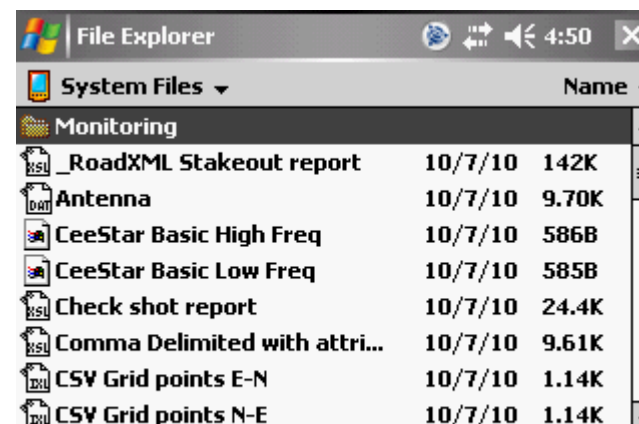 File Explorer 4:50
System Files Name
Monitoring
_RoadXML Stakeout report 10/7/10 142K
Antenna 10/7/10 9.70K
CeeStar Basic High Freq 10/7/10 586B
CeeStar Basic Low Freq 10/7/10 585B
Check shot report 10/7/10 24.4K
Comma Delimited with attri... 10/7/10 9.61K
CSV Grid points E-N 10/7/10 1.14K
CSV Grid points N-E 10/7/10 1.14K